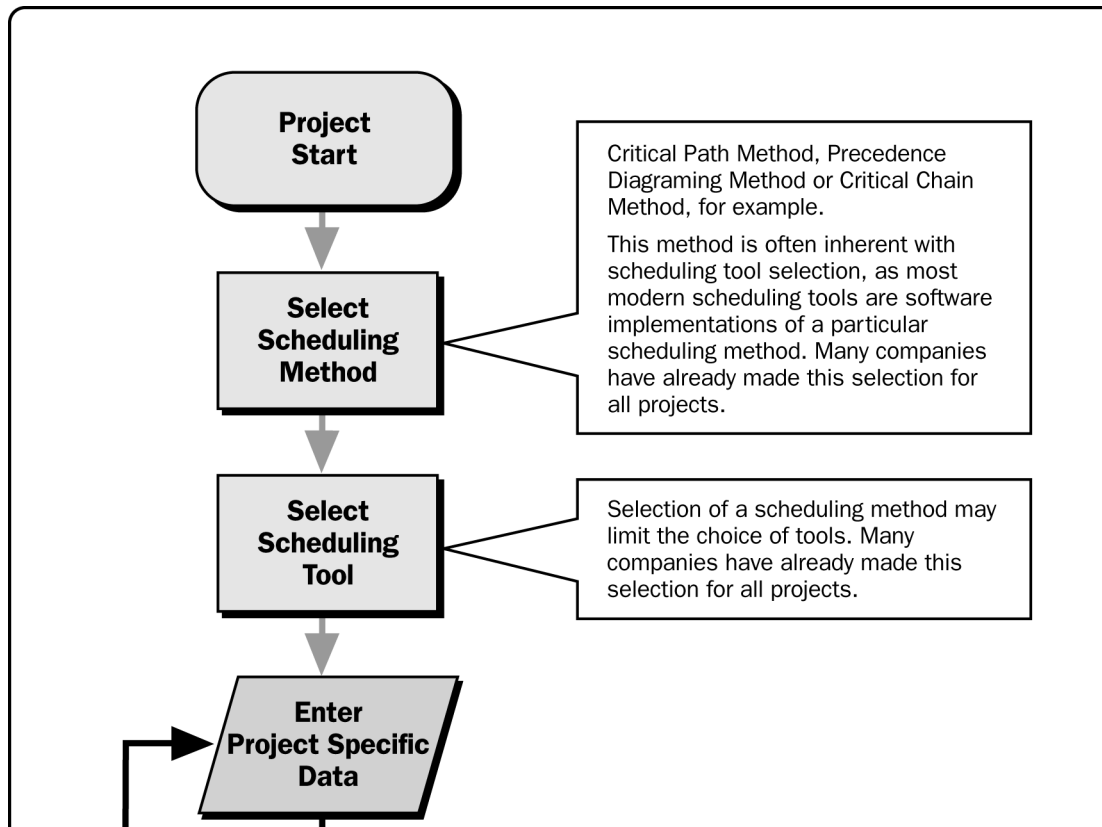 Project
Start
Critical Path Method, Precedence
Diagraming Method or Critical Chain
Method, for example.
This method is often inherent with
scheduling tool selection, as most
modern scheduling tools are software
implementations of a particular
scheduling method. Many companies
have already made this selection for
all projects.
Select
Scheduling
Method
Select
Scheduling
Tool
Selection of a scheduling method may
limit the choice of tools. Many
companies have already made this
selection for all projects.
Enter
Project Specific
Data